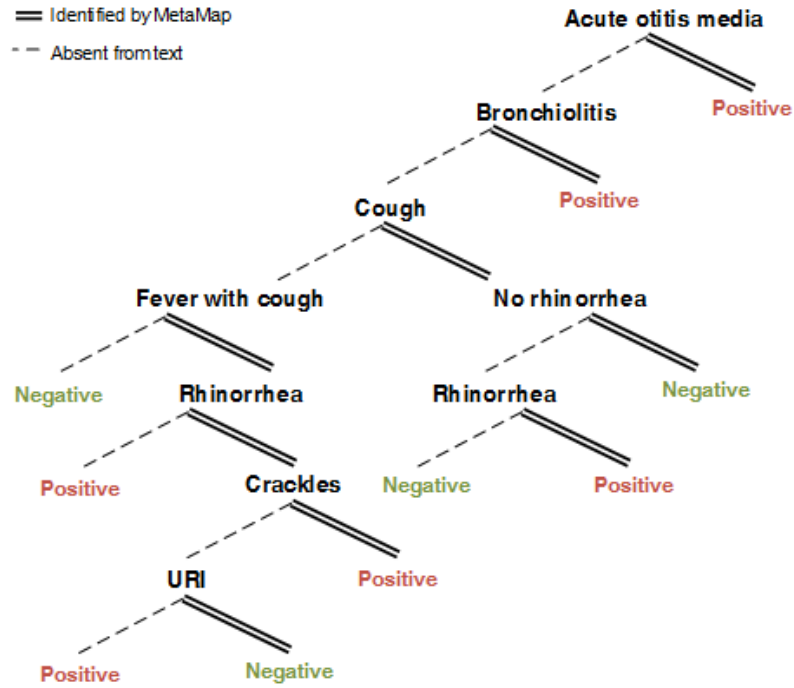 Identified by MetaMap
Absent from text
Acute otitis media
Positive
Bronchiolitis
Positive
Cough
Fever with cough
No rhinorrhea
Negative
Rhinorrhea
Rhinorrhea
Negative
Positive
Crackles
Negative
Positive
URI
Positive
Positive
Negative